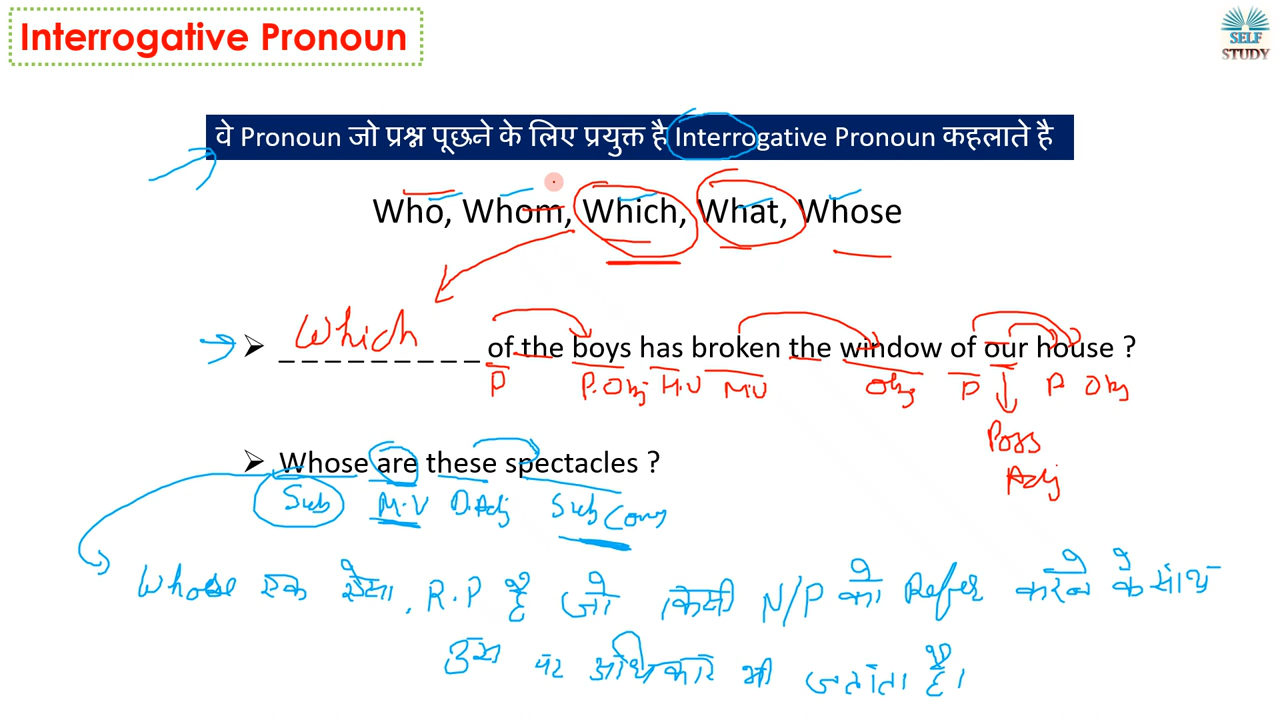 Interrogative Pronoun
SELF
STUDY
वे Pronoun जो प्रश्न पूछने के लिए प्रयुक्त है Interrogative Pronoun कहलाते है
Who, Whom, Which, What, Whose
➢ Which _ _ _ _ _ _ _ _ _ of the boys has broken the window of our house ?
P P.Obj H.V M.V Obj P P Obj
Poss
Adj
➢ Whose are these spectacles ?
Sub M.V D.Adj Sub Com
Whose एक ऐसा R.P है जो किसी N/P को Refer करने के साथ
उस पर अधिकार भी जताता है।